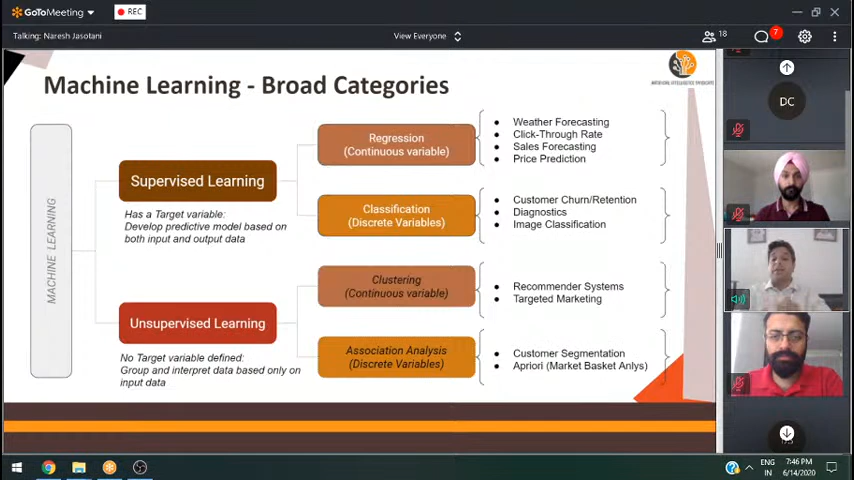 GoToMeeting
REC
Talking: Naresh Jasotani
View Everyone
18
7
Machine Learning - Broad Categories
ARTIFICIAL INTELLIGENCE SYNDICATE
MACHINE LEARNING
Supervised Learning
Has a Target variable:
Develop predictive model based on
both input and output data
Regression
(Continuous variable)
Weather Forecasting
Click-Through Rate
Sales Forecasting
Price Prediction
Classification
(Discrete Variables)
Customer Churn/Retention
Diagnostics
Image Classification
Unsupervised Learning
No Target variable defined:
Group and interpret data based only on
input data
Clustering
(Continuous variable)
Recommender Systems
Targeted Marketing
Association Analysis
(Discrete Variables)
Customer Segmentation
Apriori (Market Basket Anlys)
DC
ENG
IN
7:46 PM
6/14/2020